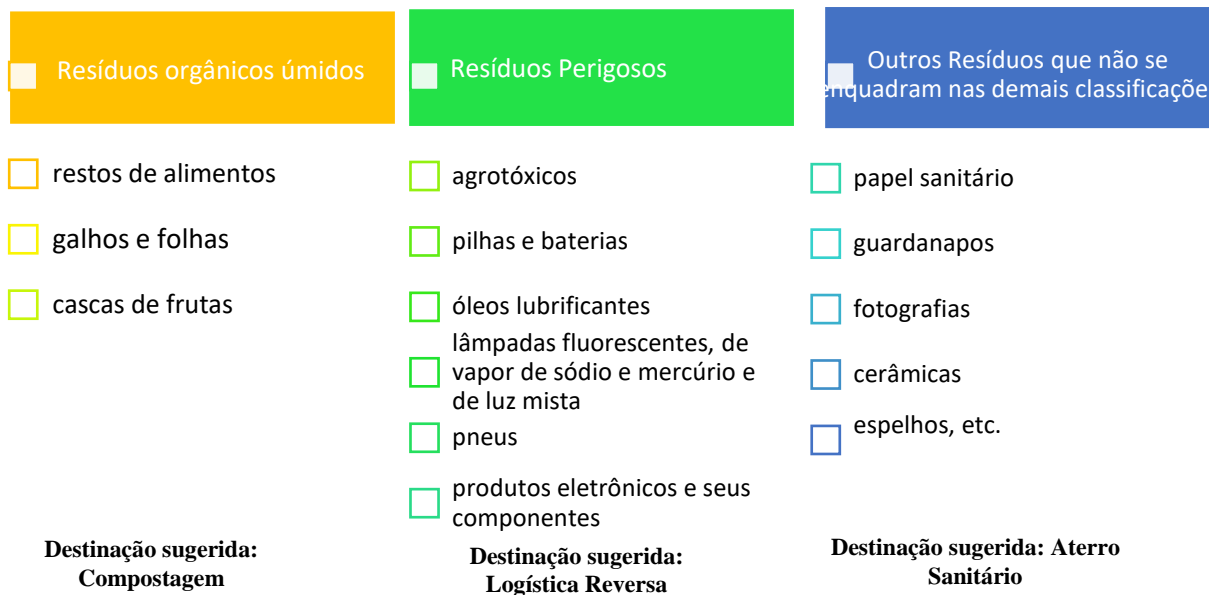 Resíduos orgânicos úmidos
restos de alimentos
galhos e folhas
cascas de frutas
Destinação sugerida:
Compostagem
Resíduos Perigosos
agrotóxicos
pilhas e baterias
óleos lubrificantes
lâmpadas fluorescentes, de
vapor de sódio e mercúrio e
de luz mista
pneus
produtos eletrônicos e seus
componentes
Destinação sugerida:
Logística Reversa
Outros Resíduos que não se
enquadram nas demais classificaçõe
papel sanitário
guardanapos
fotografias
cerâmicas
espelhos, etc.
Destinação sugerida: Aterro
Sanitário